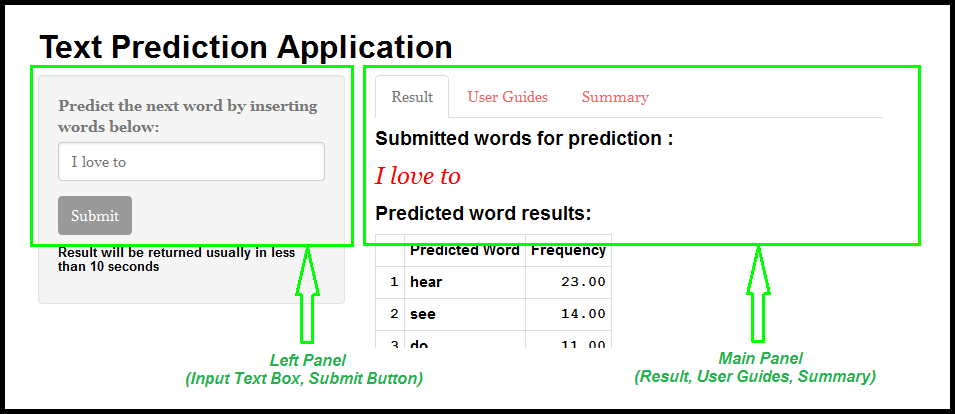 Text Prediction Application
Predict the next word by inserting
words below:
I love to
Submit
Result will be returned usually in less
than 10 seconds
Result User Guides Summary
Submitted words for prediction :
I love to
Predicted word results:
Predicted Word Frequency
1 hear 23.00
2 see 14.00
3 do 11.00
Left Panel
(Input Text Box, Submit Button)
Main Panel
(Result, User Guides, Summary)